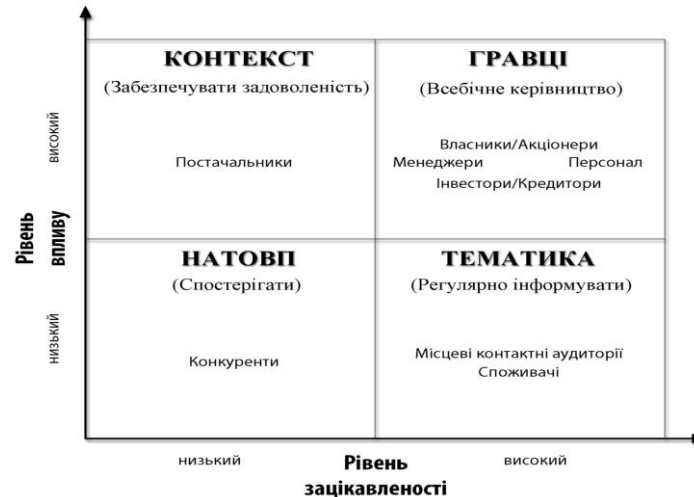 КОНТЕКСТ
(Забезпечувати задоволеність)
Постачальники
ГРАВЦІ
(Всебічне керівництво)
Власники/Акціонери
Менеджери Персонал
Інвестори/Кредитори
НАТОВП
(Спостерігати)
Конкуренти
ТЕМАТИКА
(Регулярно інформувати)
Місцеві контактні аудиторії
Споживачі
високий
Рівень
впливу
низький
низький
Рівень
зацікавленості
високий